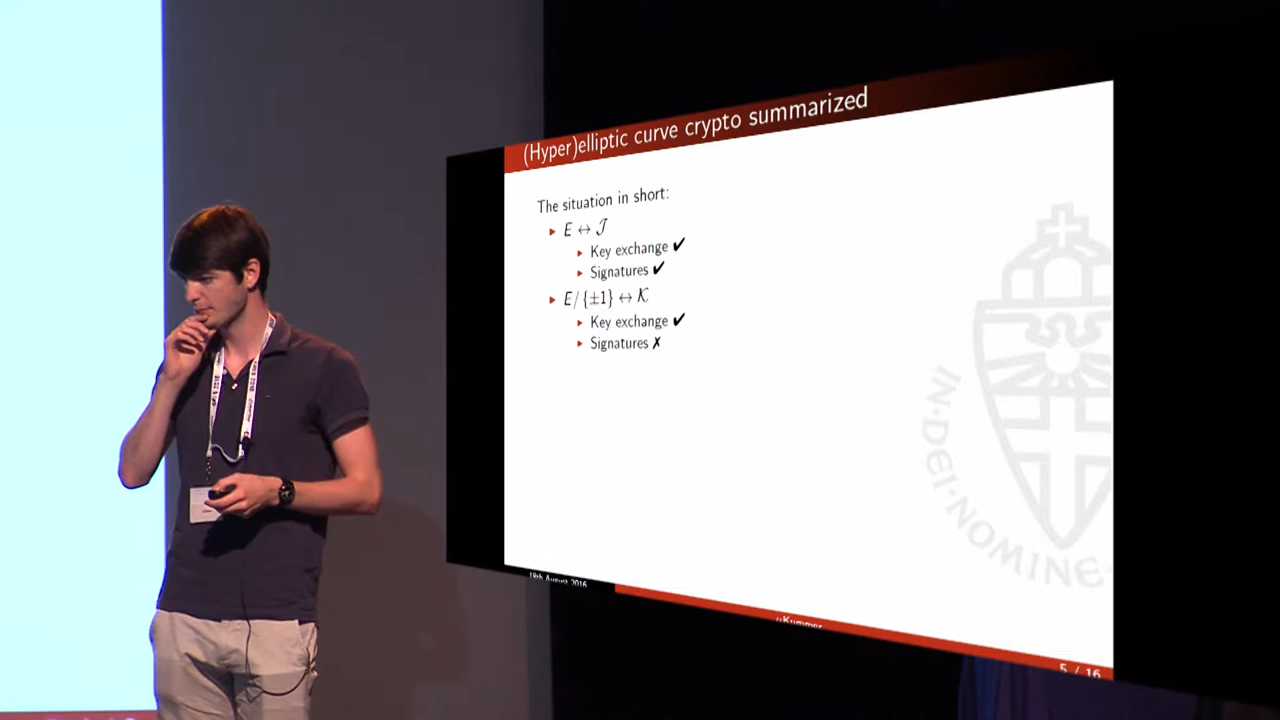 (Hyper)elliptic curve crypto summarized
The situation in short:
▸ E ↔ 𝒥
▸ Key exchange ✔
▸ Signatures ✔
▸ E/{±1} ↔ 𝒦
▸ Key exchange ✔
▸ Signatures ✗
IN·DEI·NOMINE·
18th August 2016
μKummer
5 / 16